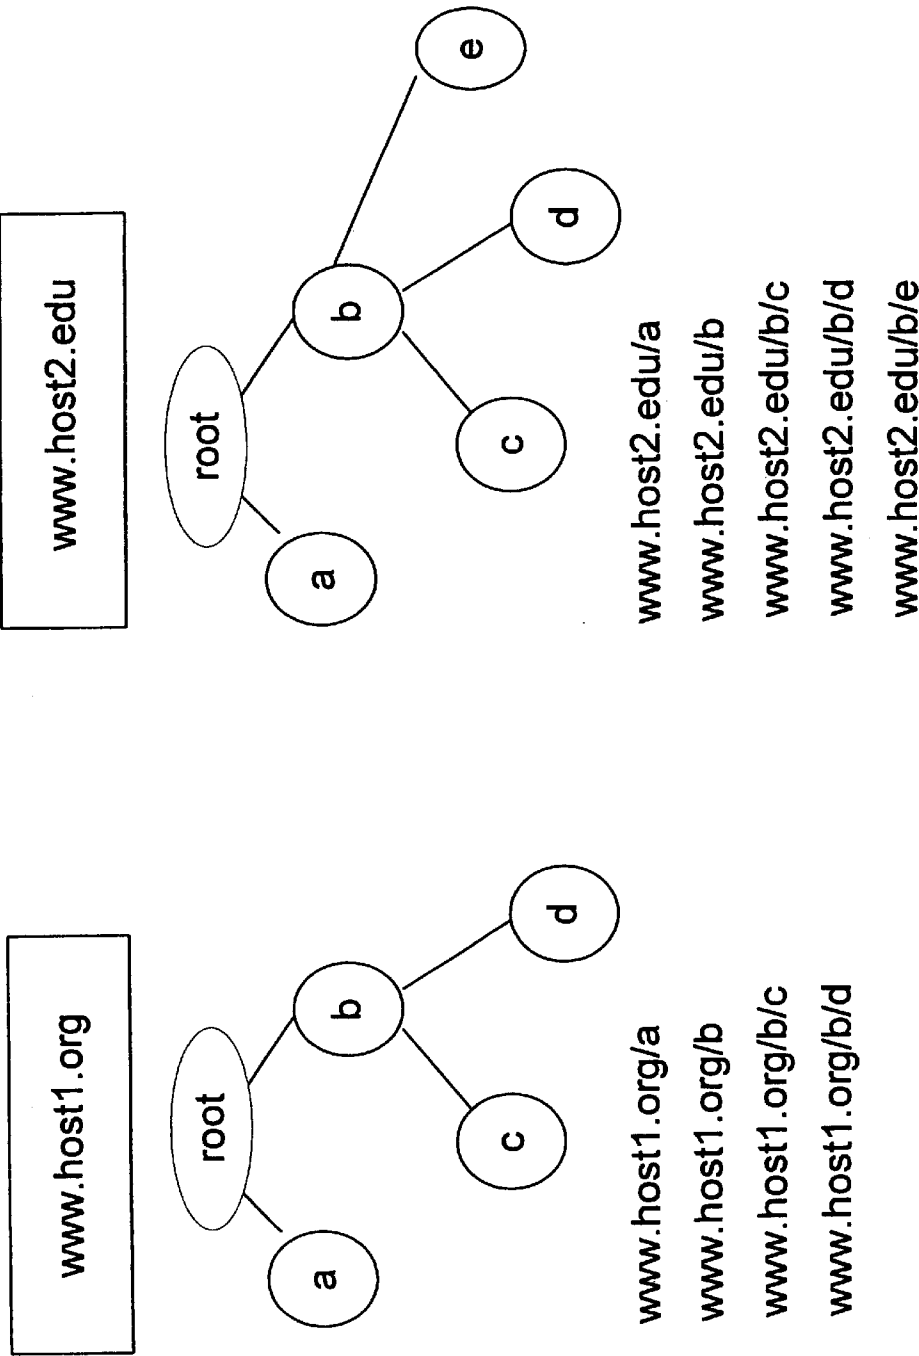 www.host1.org
root
a
b
c
d
www.host1.org/a
www.host1.org/b
www.host1.org/b/c
www.host1.org/b/d
www.host2.edu
root
a
b
e
c
d
www.host2.edu/a
www.host2.edu/b
www.host2.edu/b/c
www.host2.edu/b/d
www.host2.edu/b/e